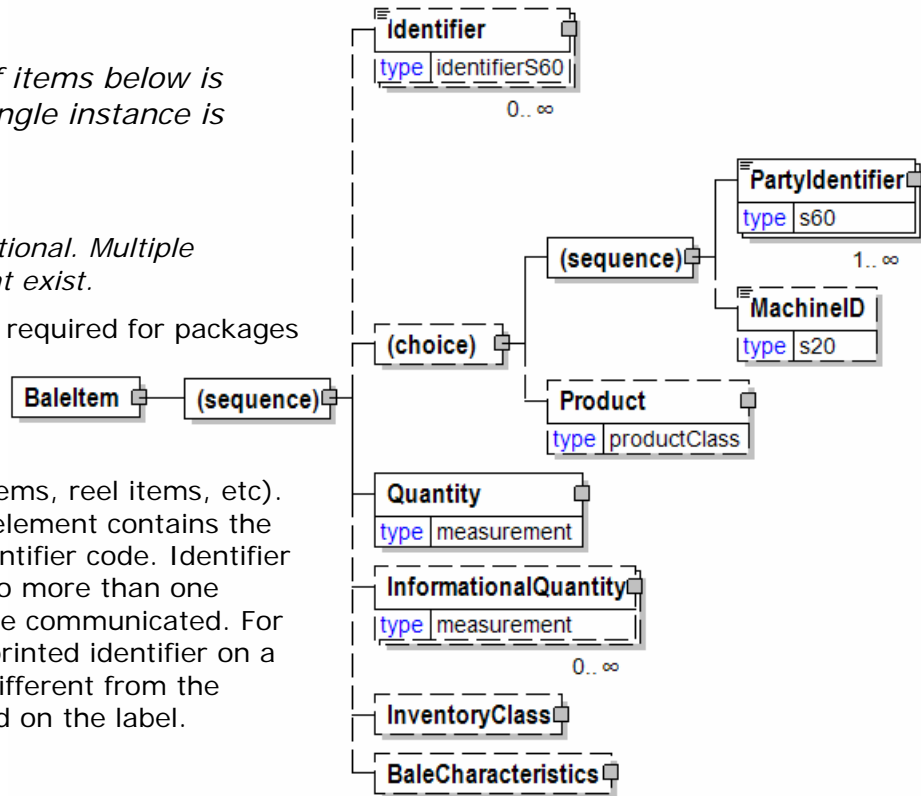 f items below is
ngle instance is
tional. Multiple
t exist.
required for packages
ems, reel items, etc).
element contains the
ntifier code. Identifier
o more than one
e communicated. For
printed identifier on a
ifferent from the
d on the label.
BaleItem
(sequence)
Identifier
type identifierS60
0.. ∞
(choice)
(sequence)
PartyIdentifier
type s60
1.. ∞
MachineID
type s20
Product
type productClass
Quantity
type measurement
InformationalQuantity
type measurement
0.. ∞
InventoryClass
BaleCharacteristics